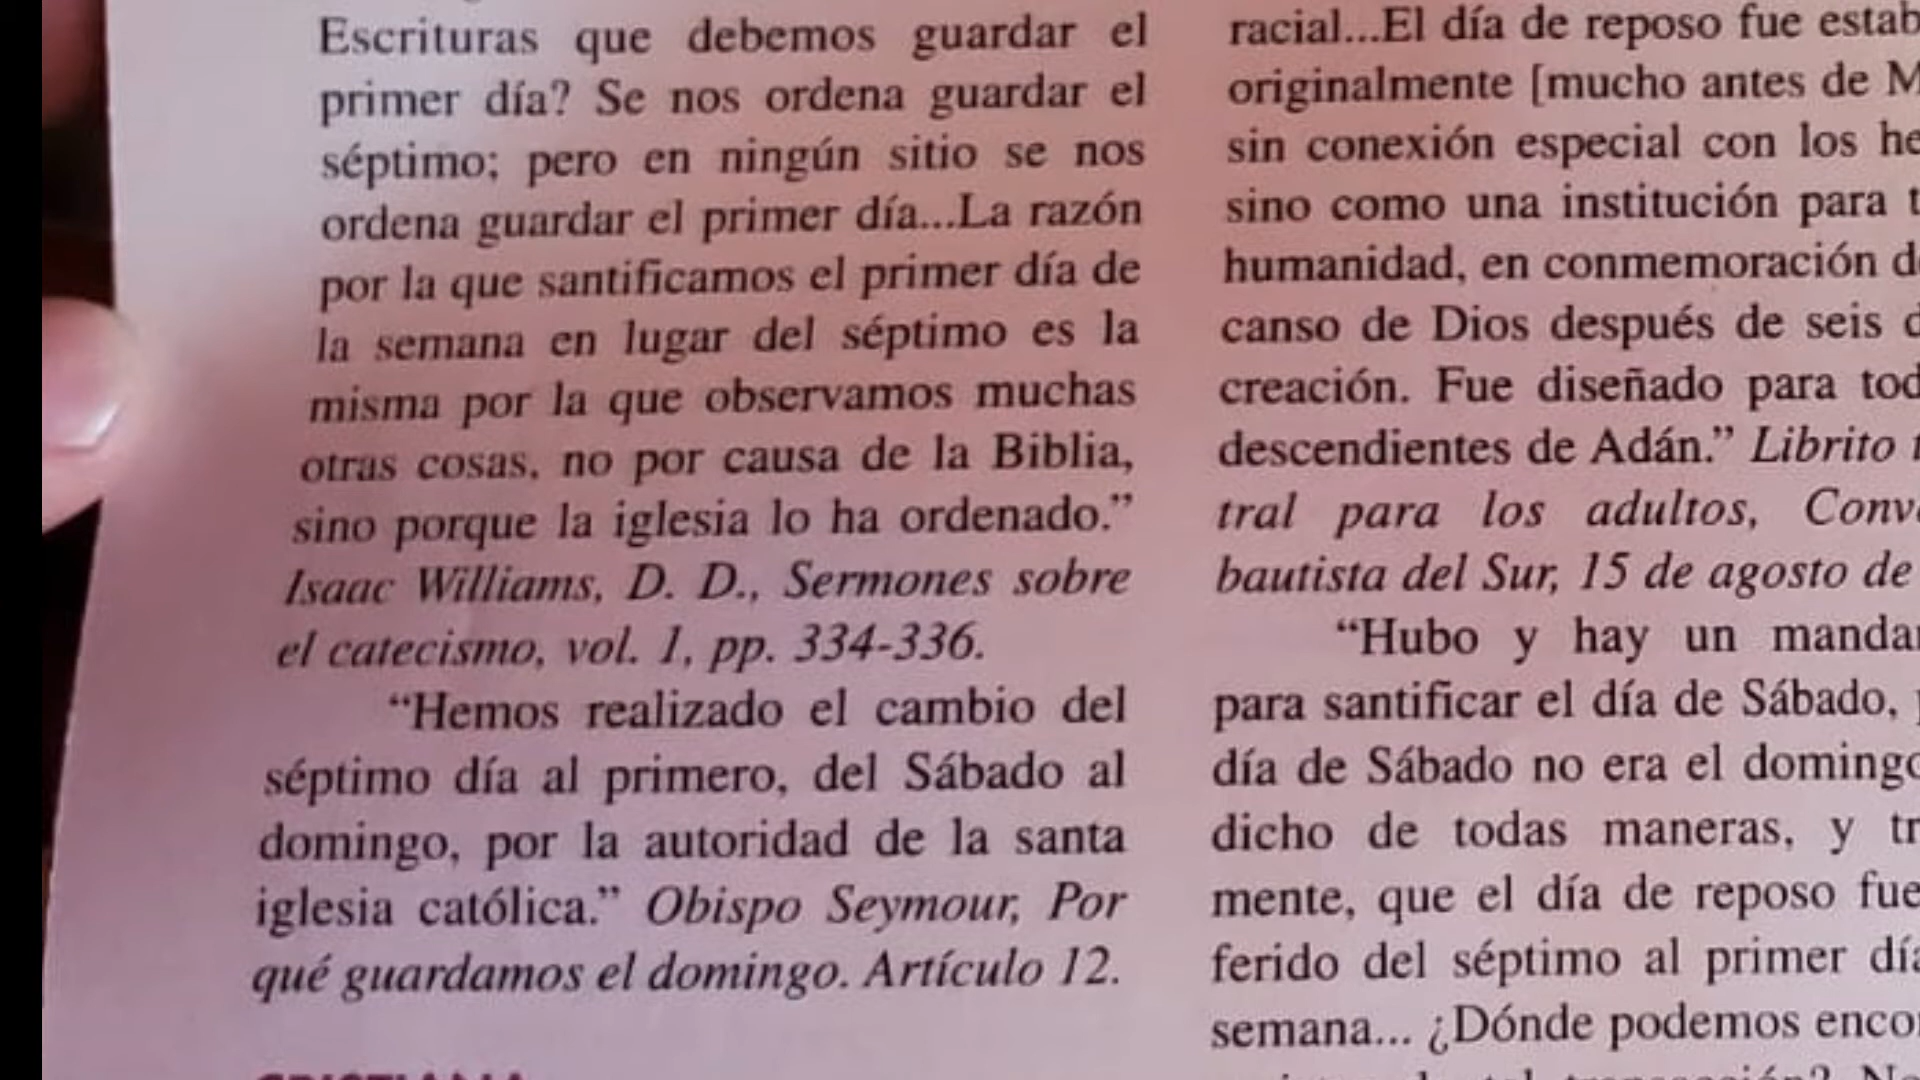 Escrituras que debemos guardar el
primer día? Se nos ordena guardar el
séptimo; pero en ningún sitio se nos
ordena guardar el primer día...La razón
por la que santificamos el primer día de
la semana en lugar del séptimo es la
misma por la que observamos muchas
otras cosas, no por causa de la Biblia,
sino porque la iglesia lo ha ordenado.”
Isaac Williams, D. D., Sermones sobre
el catecismo, vol. 1, pp. 334-336.
“Hemos realizado el cambio del
séptimo día al primero, del Sábado al
domingo, por la autoridad de la santa
iglesia católica.” Obispo Seymour, Por
qué guardamos el domingo. Artículo 12.
racial...El día de reposo fue estab
originalmente [mucho antes de M
sin conexión especial con los he
sino como una institución para t
humanidad, en conmemoración d
canso de Dios después de seis d
creación. Fue diseñado para tod
descendientes de Adán.” Librito t
tral para los adultos, Conv
bautista del Sur, 15 de agosto de
“Hubo y hay un manda
para santificar el día de Sábado,
día de Sábado no era el domingo
dicho de todas maneras, y tr
mente, que el día de reposo fue
ferido del séptimo al primer día
semana... ¿Dónde podemos enco